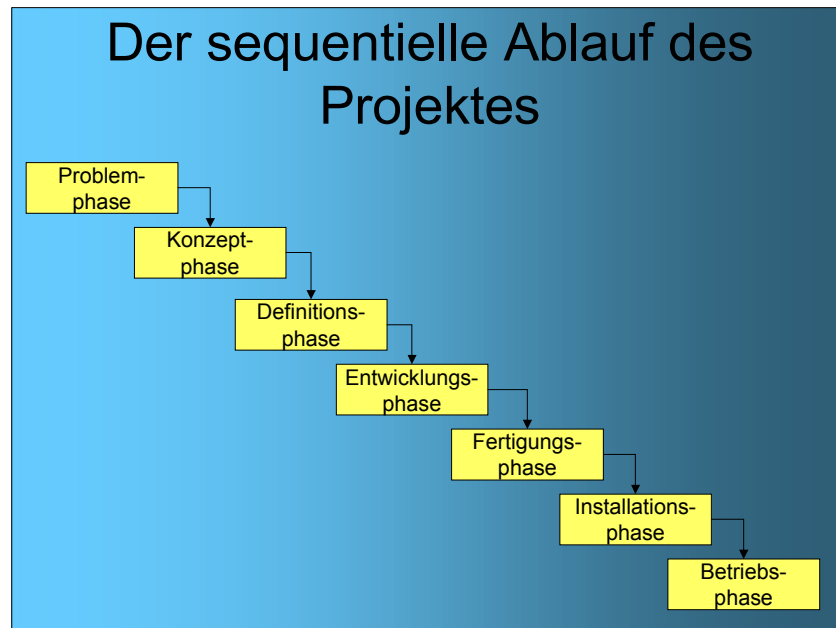 Der sequentielle Ablauf des
Projektes
Problem-
phase
Konzept-
phase
Definitions-
phase
Entwicklungs-
phase
Fertigungs-
phase
Installations-
phase
Betriebs-
phase